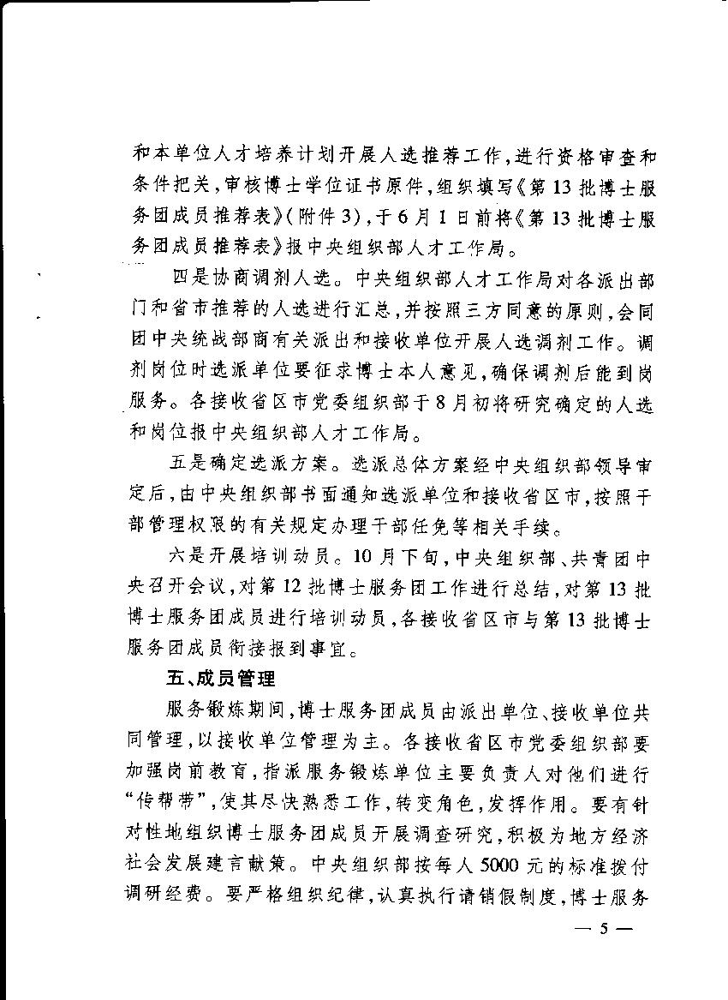 和本单位人才培养计划开展人选推荐工作,进行资格审查和
条件把关,审核博士学位证书原件,组织填写《第13批博士服
务团成员推荐表》(附件3),于6月1日前将《第13批博士服
务团成员推荐表》报中央组织部人才工作局。
四是协商调剂人选。中央组织部人才工作局对各派出部
门和省市推荐的人选进行汇总,并按照三方同意的原则,会同
团中央统战部商有关派出和接收单位开展人选调剂工作。调
剂岗位时选派单位要征求博士本人意见,确保调剂后能到岗
服务。各接收省区市党委组织部于8月初将研究确定的人选
和岗位报中央组织部人才工作局。
五是确定选派方案。选派总体方案经中央组织部领导审
定后,由中央组织部书面通知选派单位和接收省区市,按照干
部管理权限的有关规定办理干部任免等相关手续。
六是开展培训动员。10月下旬,中央组织部、共青团中
央召开会议,对第12批博士服务团工作进行总结,对第13批
博士服务团成员进行培训动员,各接收省区市与第13批博士
服务团成员衔接报到事宜。
五、成员管理
服务锻炼期间,博士服务团成员由派出单位、接收单位共
同管理,以接收单位管理为主。各接收省区市党委组织部要
加强岗前教育,指派服务锻炼单位主要负责人对他们进行
“传帮带”,使其尽快熟悉工作,转变角色,发挥作用。要有针
对性地组织博士服务团成员开展调查研究,积极为地方经济
社会发展建言献策。中央组织部按每人5000元的标准拨付
调研经费。要严格组织纪律,认真执行请销假制度,博士服务
— 5 —